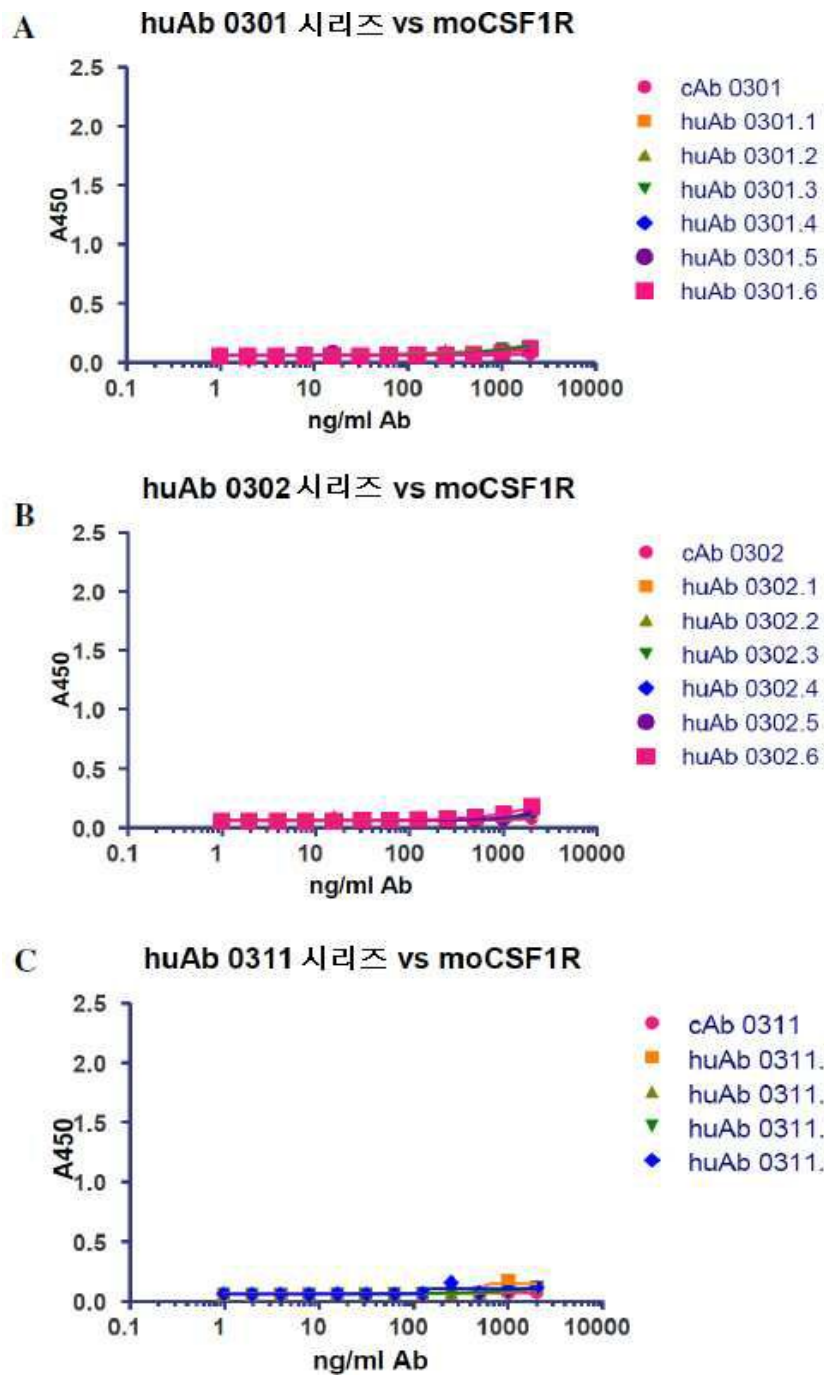 A
huAb 0301 시리즈 vs moCSF1R
2.5
2.0
1.5
1.0
0.5
0.0
A450
0.1
1
10
100
1000
10000
ng/ml Ab
cAb 0301
huAb 0301.1
huAb 0301.2
huAb 0301.3
huAb 0301.4
huAb 0301.5
huAb 0301.6
B
huAb 0302 시리즈 vs moCSF1R
2.5
2.0
1.5
1.0
0.5
0.0
A450
0.1
1
10
100
1000
10000
ng/ml Ab
cAb 0302
huAb 0302.1
huAb 0302.2
huAb 0302.3
huAb 0302.4
huAb 0302.5
huAb 0302.6
C
huAb 0311 시리즈 vs moCSF1R
2.5
2.0
1.5
1.0
0.5
0.0
A450
0.1
1
10
100
1000
10000
ng/ml Ab
cAb 0311
huAb 0311.
huAb 0311.
huAb 0311.
huAb 0311.